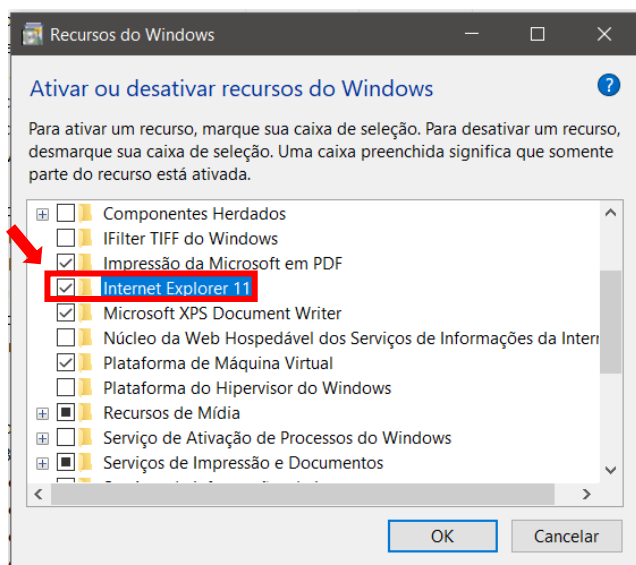 Recursos do Windows
Ativar ou desativar recursos do Windows
Para ativar um recurso, marque sua caixa de seleção. Para desativar um recurso,
desmarque sua caixa de seleção. Uma caixa preenchida significa que somente
parte do recurso está ativada.
Componentes Herdados
IFilter TIFF do Windows
Impressão da Microsoft em PDF
Internet Explorer 11
Microsoft XPS Document Writer
Núcleo da Web Hospedável dos Serviços de Informações da Inter
Plataforma de Máquina Virtual
Plataforma do Hipervisor do Windows
Recursos de Mídia
Serviço de Ativação de Processos do Windows
Serviços de Impressão e Documentos
OK Cancelar